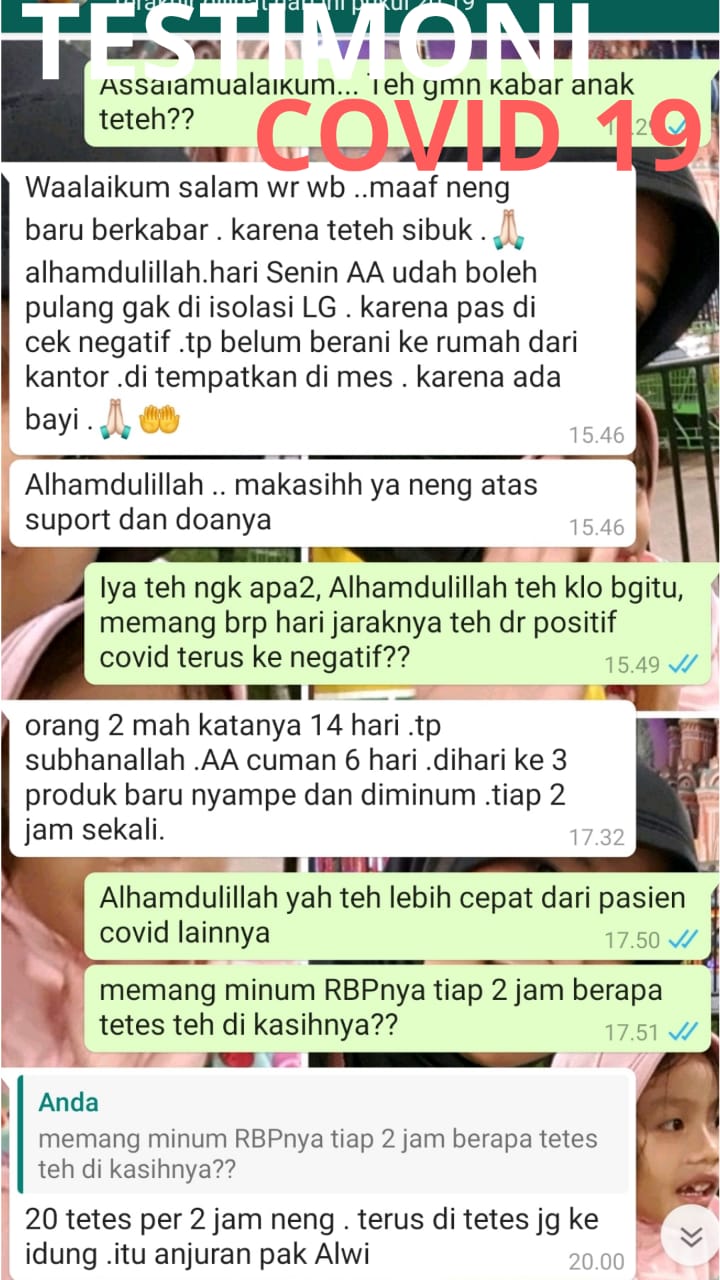 Terakhir dilihat hari ini pukul 20.19
TESTIMONI
COVID 19
Assalamualaikum... Teh gmn kabar anak
teteh??
Waalaikum salam wr wb ..maaf neng
baru berkabar . karena teteh sibuk . 🙏🏻
alhamdulillah.hari Senin AA udah boleh
pulang gak di isolasi LG . karena pas di
cek negatif .tp belum berani ke rumah dari
kantor .di tempatkan di mes . karena ada
bayi . 🙏🏻 🤲
15.46
Alhamdulillah .. makasihh ya neng atas
suport dan doanya
15.46
Iya teh ngk apa2, Alhamdulillah teh klo bgitu,
memang brp hari jaraknya teh dr positif
covid terus ke negatif??
15.49
orang 2 mah katanya 14 hari .tp
subhanallah .AA cuman 6 hari .dihari ke 3
produk baru nyampe dan diminum .tiap 2
jam sekali.
17.32
Alhamdulillah yah teh lebih cepat dari pasien
covid lainnya
17.50
memang minum RBPnya tiap 2 jam berapa
tetes teh di kasihnya??
17.51
Anda
memang minum RBPnya tiap 2 jam berapa tetes
teh di kasihnya??
20 tetes per 2 jam neng . terus di tetes jg ke
idung .itu anjuran pak Alwi
20.00